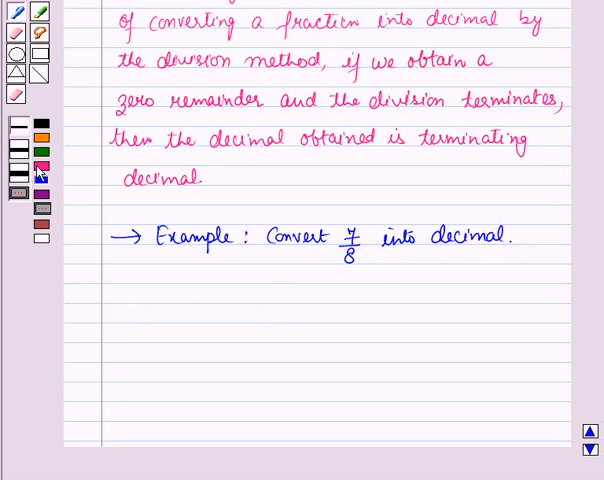 of converting a fraction into decimal by
the division method, if we obtain a
zero remainder and the division terminates,
then the decimal obtained is terminating
decimal.
→ Example : Convert 7/8 into decimal.